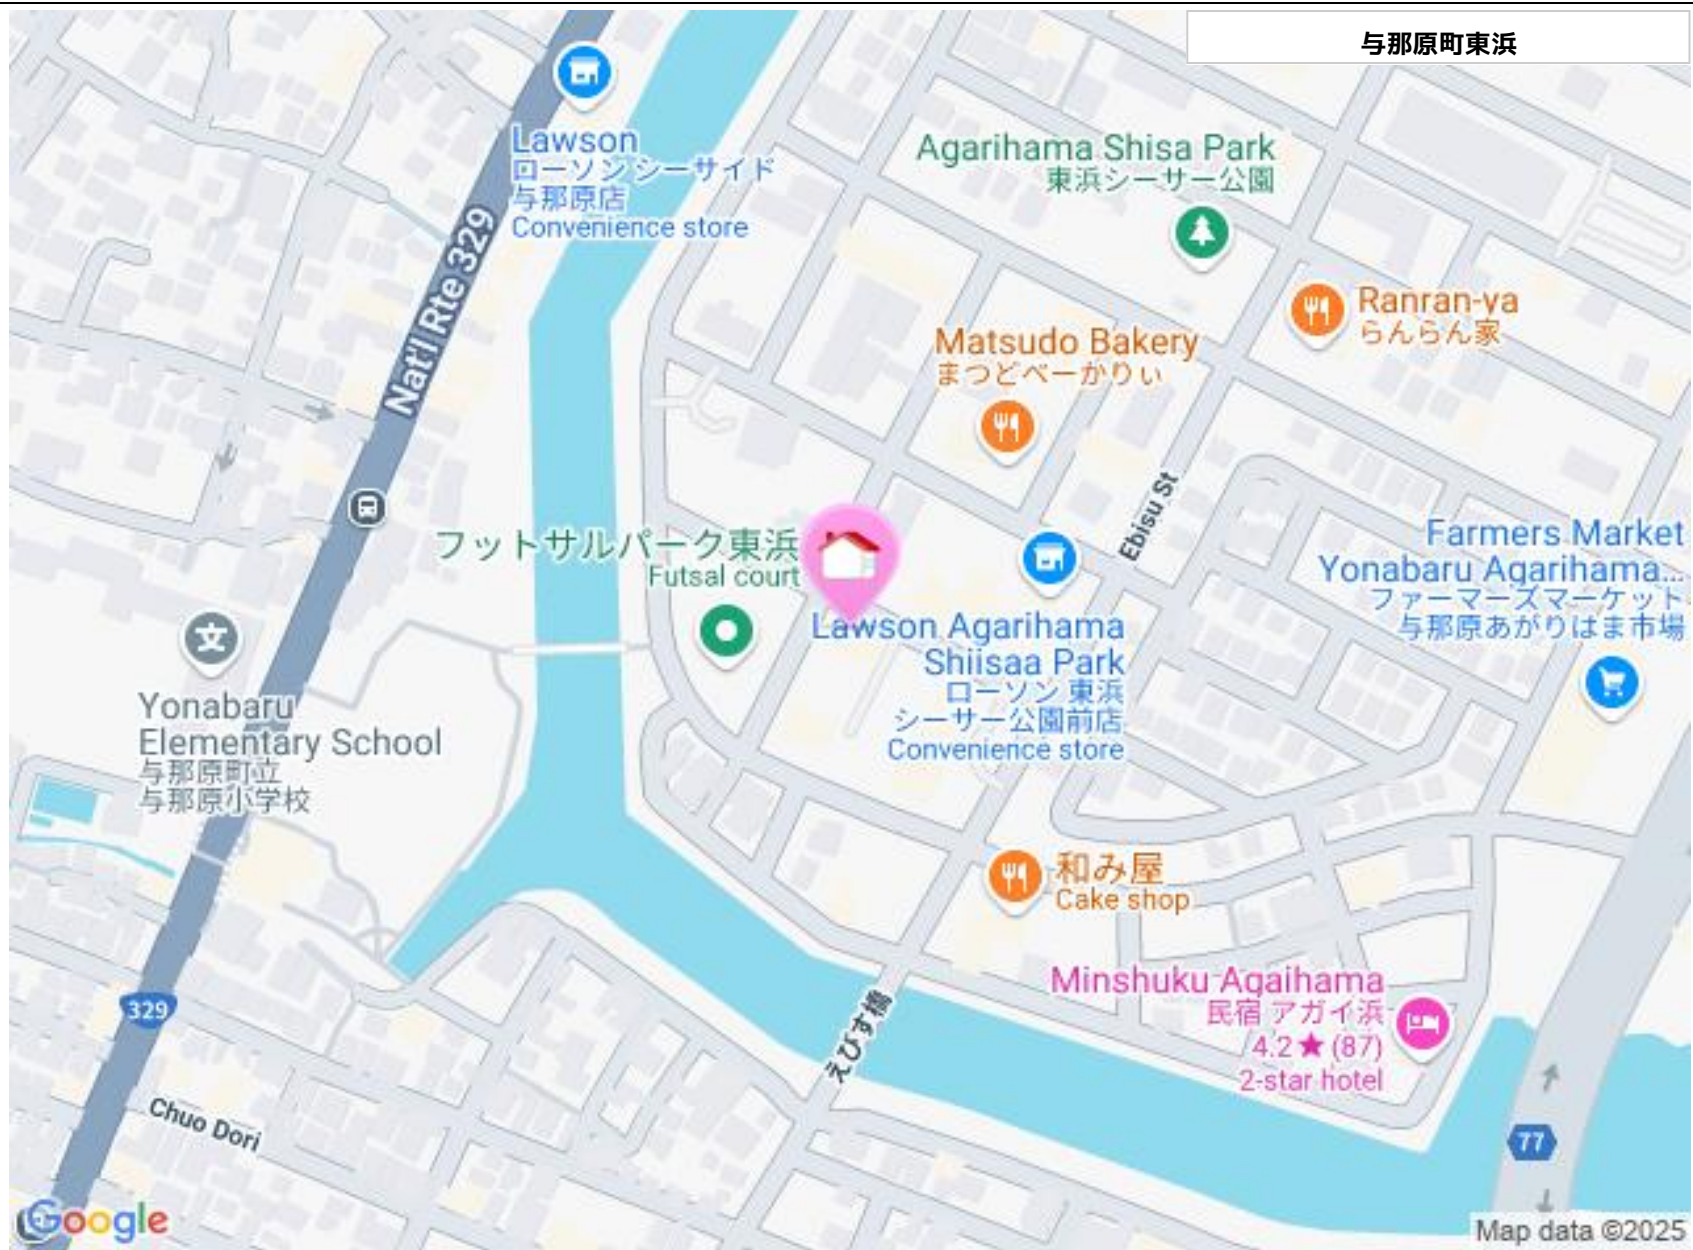 与那原町東浜
Lawson
ローソン シーサイド
与那原店
Convenience store
Agarihama Shisa Park
東浜シーサー公園
Nat'l Rte 329
Ranran-ya
らんらん家
Matsudo Bakery
まつどべーかりぃ
Ebisu St
フットサルパーク東浜
Futsal court
Farmers Market
Yonabaru Agarihama...
ファーマーズマーケット
与那原あがりはま市場
文
Lawson Agarihama
Shiisaa Park
ローソン 東浜
シーサー公園前店
Convenience store
Yonabaru
Elementary School
与那原町立
与那原小学校
和み屋
Cake shop
Minshuku Agaihama
民宿 アガイ浜
4.2★ (87)
2-star hotel
えびす橋
329
Chuo Dori
77
Google
Map data ©2025